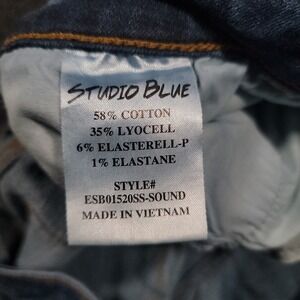 STUDIO BLUE
58% COTTON
35% LYOCELL
6% ELASTERELL-P
1% ELASTANE
STYLE#
ESB01520SS-SOUND
MADE IN VIETNAM